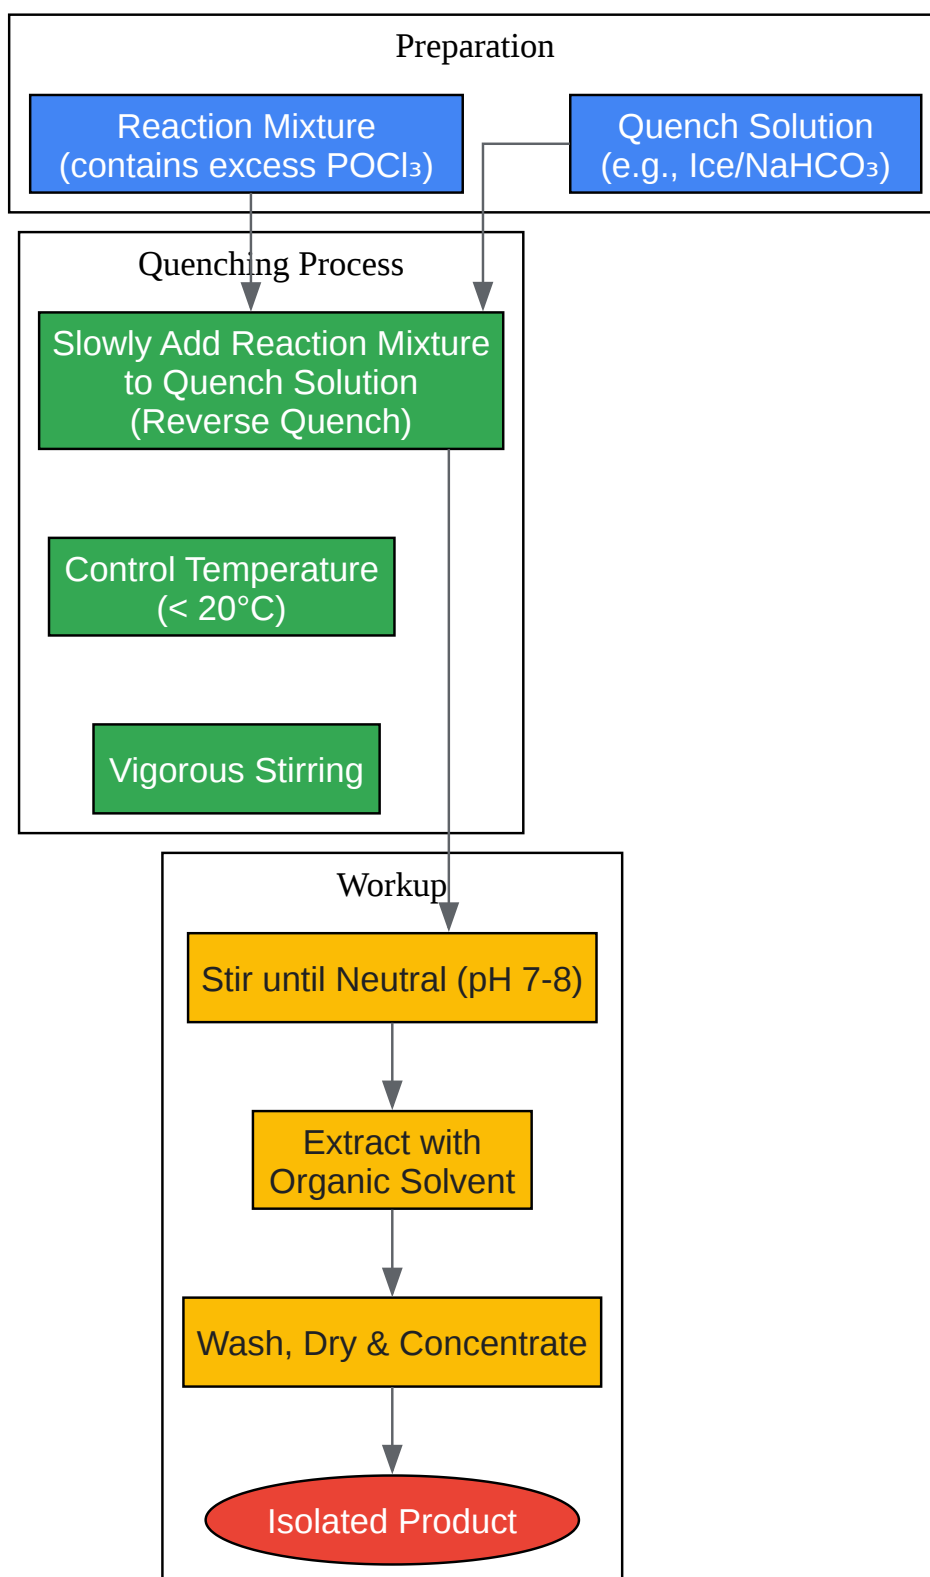 Preparation
Reaction Mixture
(contains excess POCl₃)
Quench Solution
(e.g., Ice/NaHCO₃)
Quenching Process
Slowly Add Reaction Mixture
to Quench Solution
(Reverse Quench)
Control Temperature
(< 20°C)
Vigorous Stirring
Workup
Stir until Neutral (pH 7-8)
Extract with
Organic Solvent
Wash, Dry & Concentrate
Isolated Product